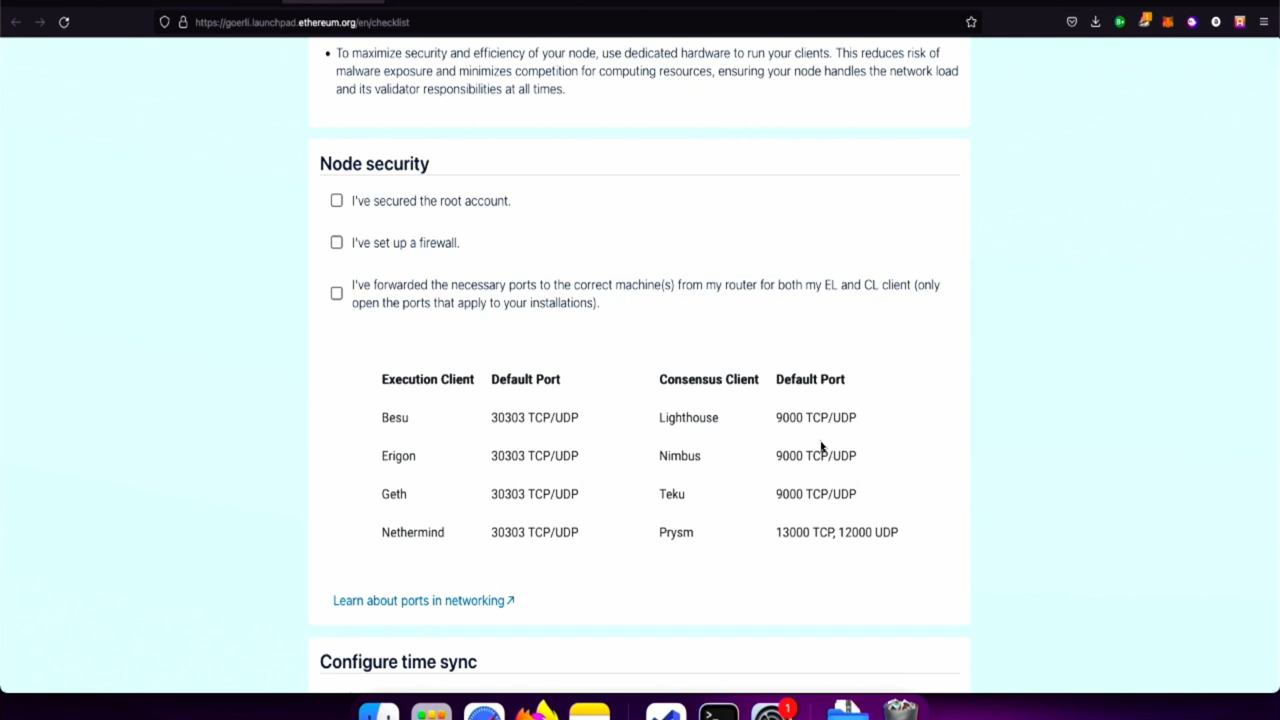 https://goerli.launchpad.ethereum.org/en/checklist
• To maximize security and efficiency of your node, use dedicated hardware to run your clients. This reduces risk of
malware exposure and minimizes competition for computing resources, ensuring your node handles the network load
and its validator responsibilities at all times.
Node security
I've secured the root account.
I've set up a firewall.
I've forwarded the necessary ports to the correct machine(s) from my router for both my EL and CL client (only
open the ports that apply to your installations).
Execution Client Default Port Consensus Client Default Port
Besu 30303 TCP/UDP Lighthouse 9000 TCP/UDP
Erigon 30303 TCP/UDP Nimbus 9000 TCP/UDP
Geth 30303 TCP/UDP Teku 9000 TCP/UDP
Nethermind 30303 TCP/UDP Prysm 13000 TCP, 12000 UDP
Learn about ports in networking↗
Configure time sync
1